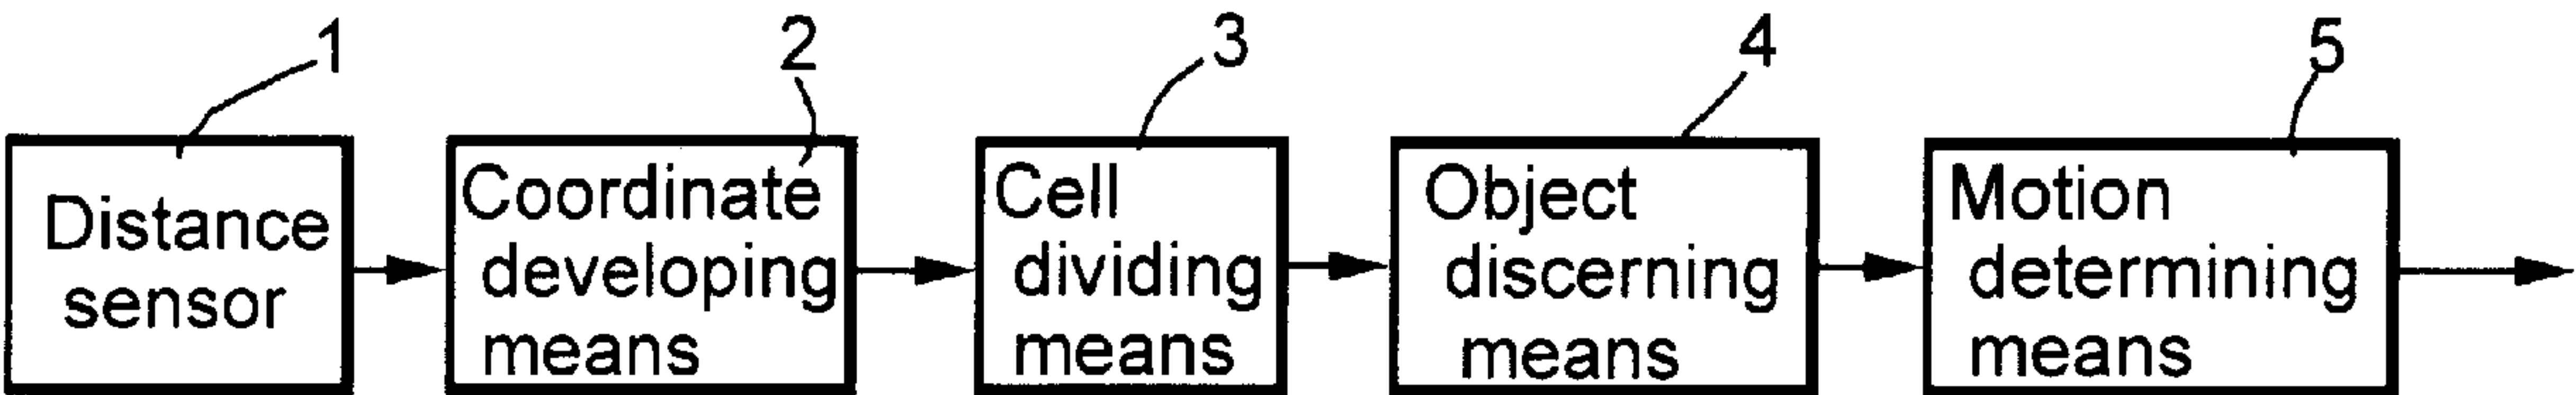 1
2
3
4
5
Distance
sensor
Coordinate
developing
means
Cell
dividing
means
Object
discerning
means
Motion
determining
means